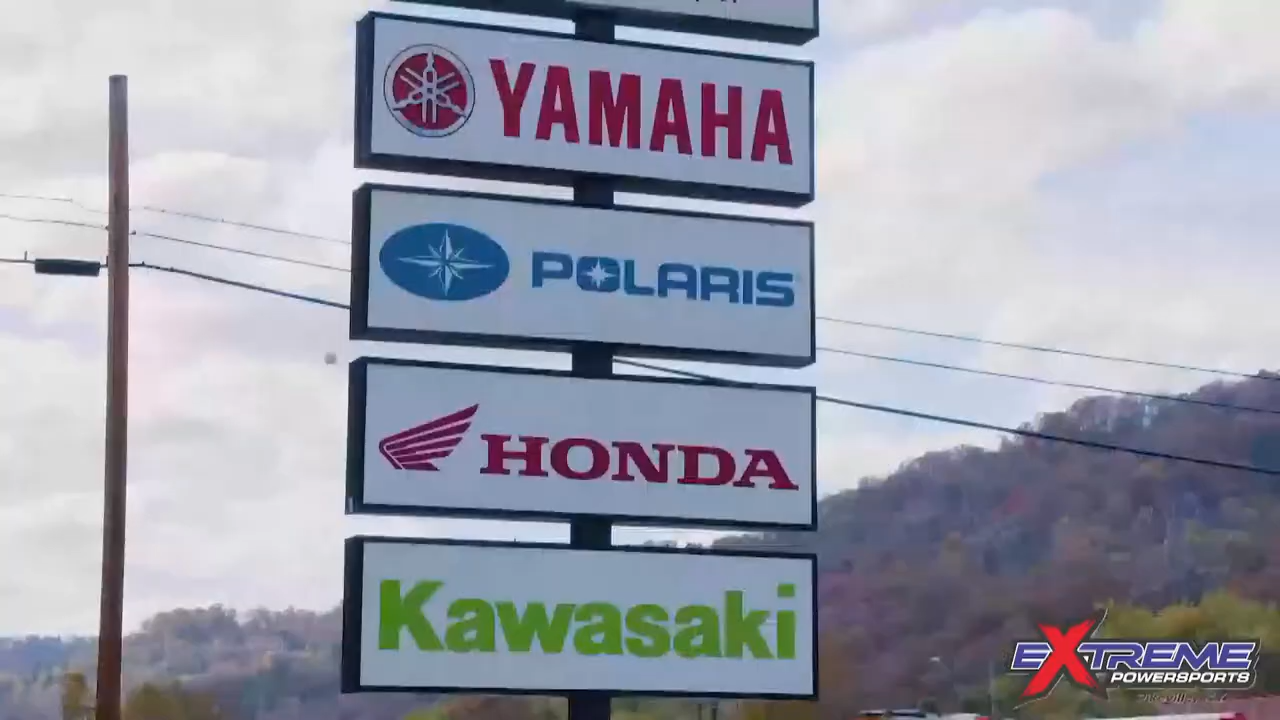 YAMAHA
POLARIS
HONDA
Kawasaki
EXTREME
POWERSPORTS